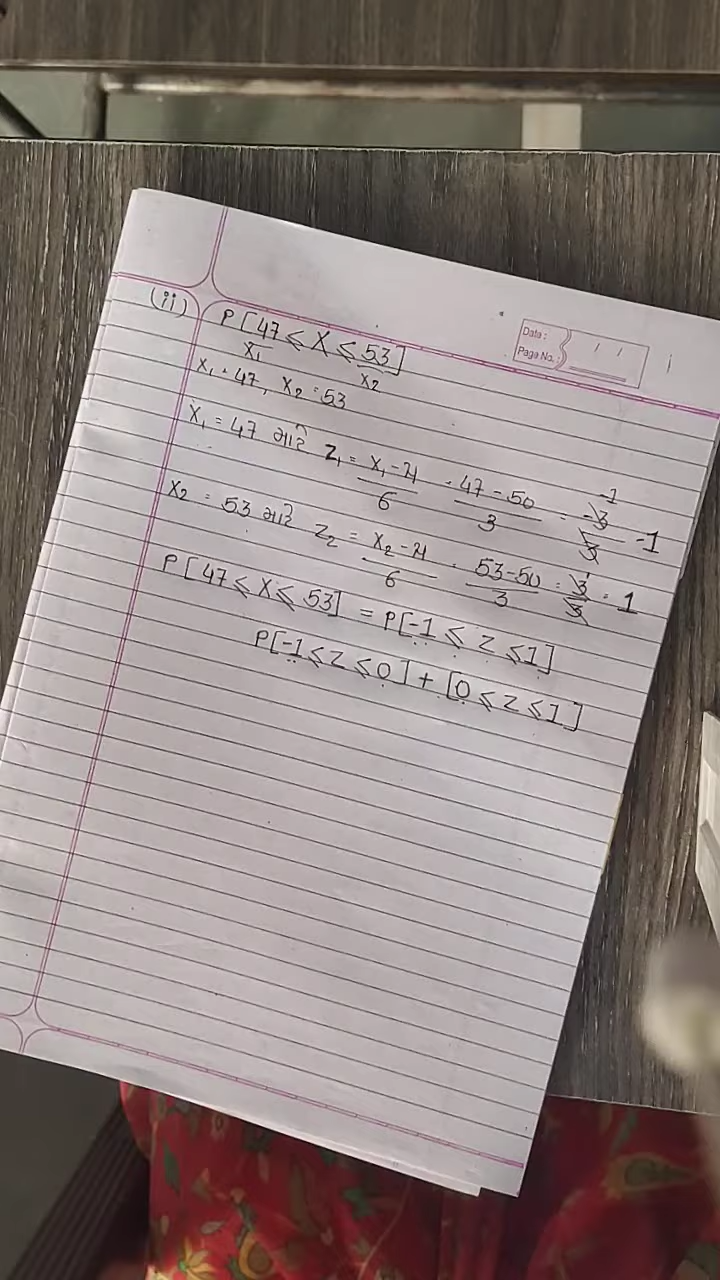 Date : / /
Page No. :
(ii) P[47 ⩽ X ⩽ 53]
X₁ X₂
X₁ = 47, X₂ = 53
X₁ = 47 માટે Z₁ = X₁-μ/σ = 47-50/3 = -3/3 = -1
X₂ = 53 માટે Z₂ = X₂-μ/σ = 53-50/3 = 3/3 = 1
P[47 ⩽ X ⩽ 53] = P[-1 ⩽ Z ⩽ 1]
P[-1 ⩽ Z ⩽ 0] + [0 ⩽ Z ⩽ 1]